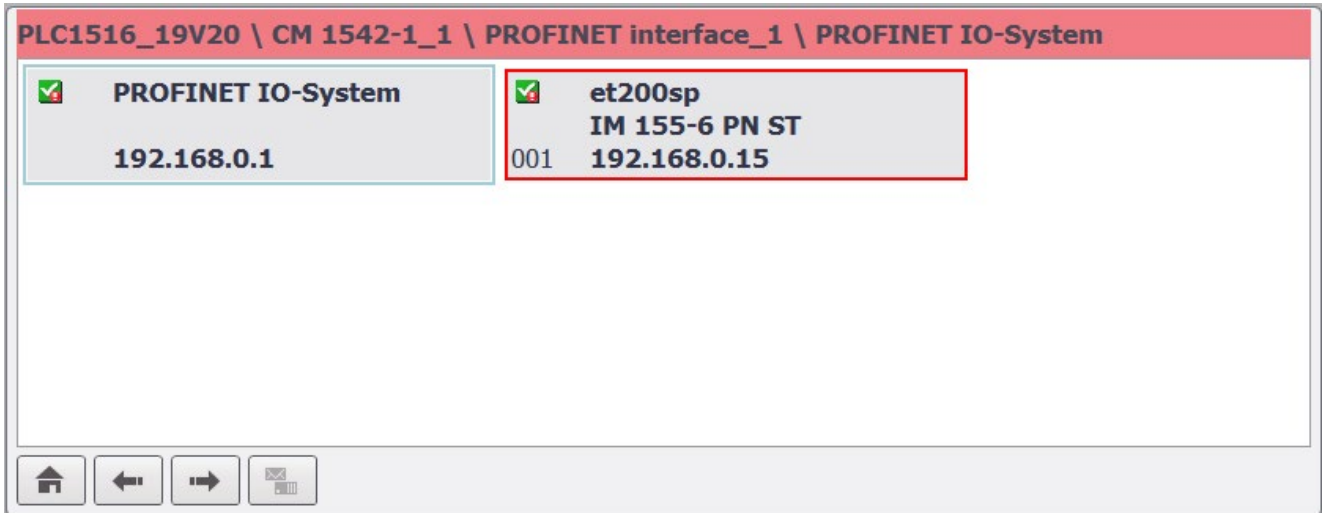 PLC1516_19V20 \ CM 1542-1_1 \ PROFINET interface_1 \ PROFINET IO-System
PROFINET IO-System
192.168.0.1
et200sp
IM 155-6 PN ST
001 192.168.0.15